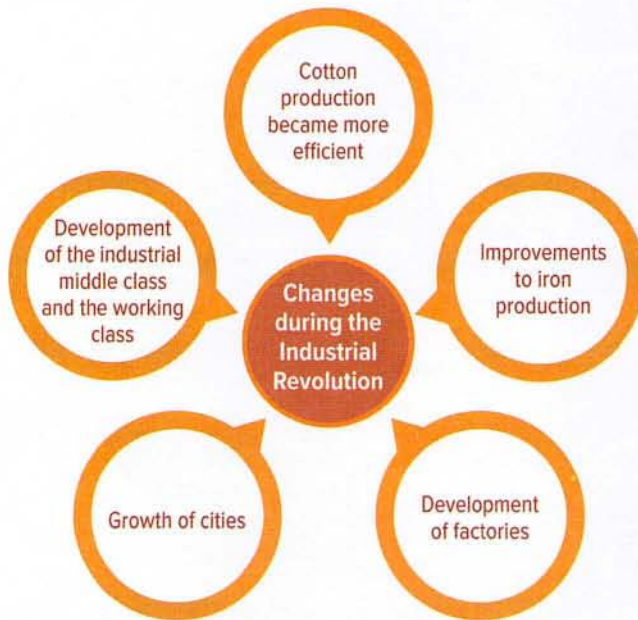 Cotton
production
became more
efficient
Development
of the industrial
middle class
and the working
class
Improvements
to iron
production
Changes
during the
Industrial
Revolution
Growth of cities
Development
of factories